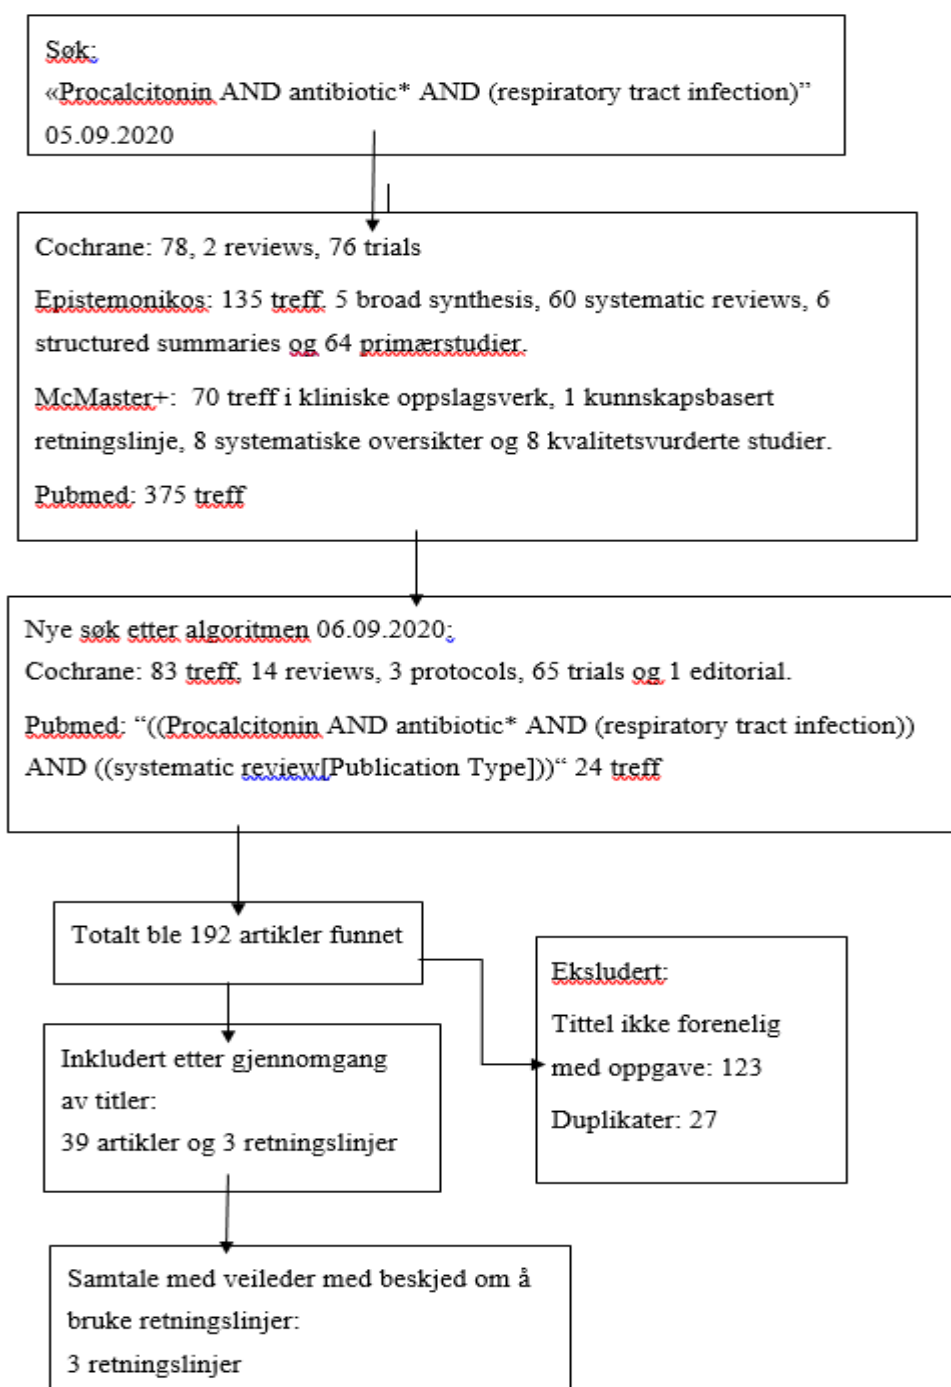 Søk:
«Procalcitonin AND antibiotic* AND (respiratory tract infection)”
05.09.2020
Cochrane: 78, 2 reviews, 76 trials
Epistemonikos: 135 treff. 5 broad synthesis, 60 systematic reviews, 6
structured summaries og 64 primærstudier.
McMaster+:  70 treff i kliniske oppslagsverk, 1 kunnskapsbasert
retningslinje, 8 systematiske oversikter og 8 kvalitetsvurderte studier.
Pubmed: 375 treff
Nye søk etter algoritmen 06.09.2020:
Cochrane: 83 treff, 14 reviews, 3 protocols, 65 trials og 1 editorial.
Pubmed: “((Procalcitonin AND antibiotic* AND (respiratory tract infection))
AND ((systematic review[Publication Type]))“ 24 treff
Totalt ble 192 artikler funnet
Eksludert:
Tittel ikke forenelig
med oppgave: 123
Duplikater: 27
Inkludert etter gjennomgang
av titler:
39 artikler og 3 retningslinjer
Samtale med veileder med beskjed om å
bruke retningslinjer:
3 retningslinjer